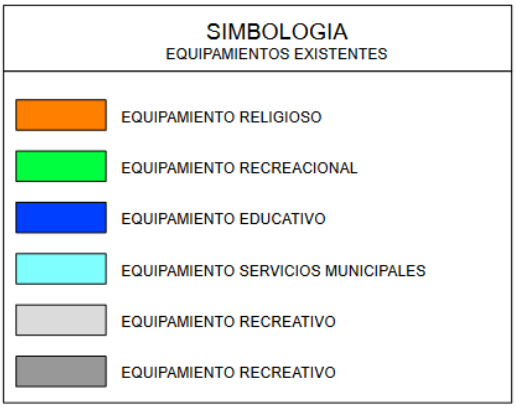 SIMBOLOGIA
EQUIPAMIENTOS EXISTENTES
EQUIPAMIENTO RELIGIOSO
EQUIPAMIENTO RECREACIONAL
EQUIPAMIENTO EDUCATIVO
EQUIPAMIENTO SERVICIOS MUNICIPALES
EQUIPAMIENTO RECREATIVO
EQUIPAMIENTO RECREATIVO